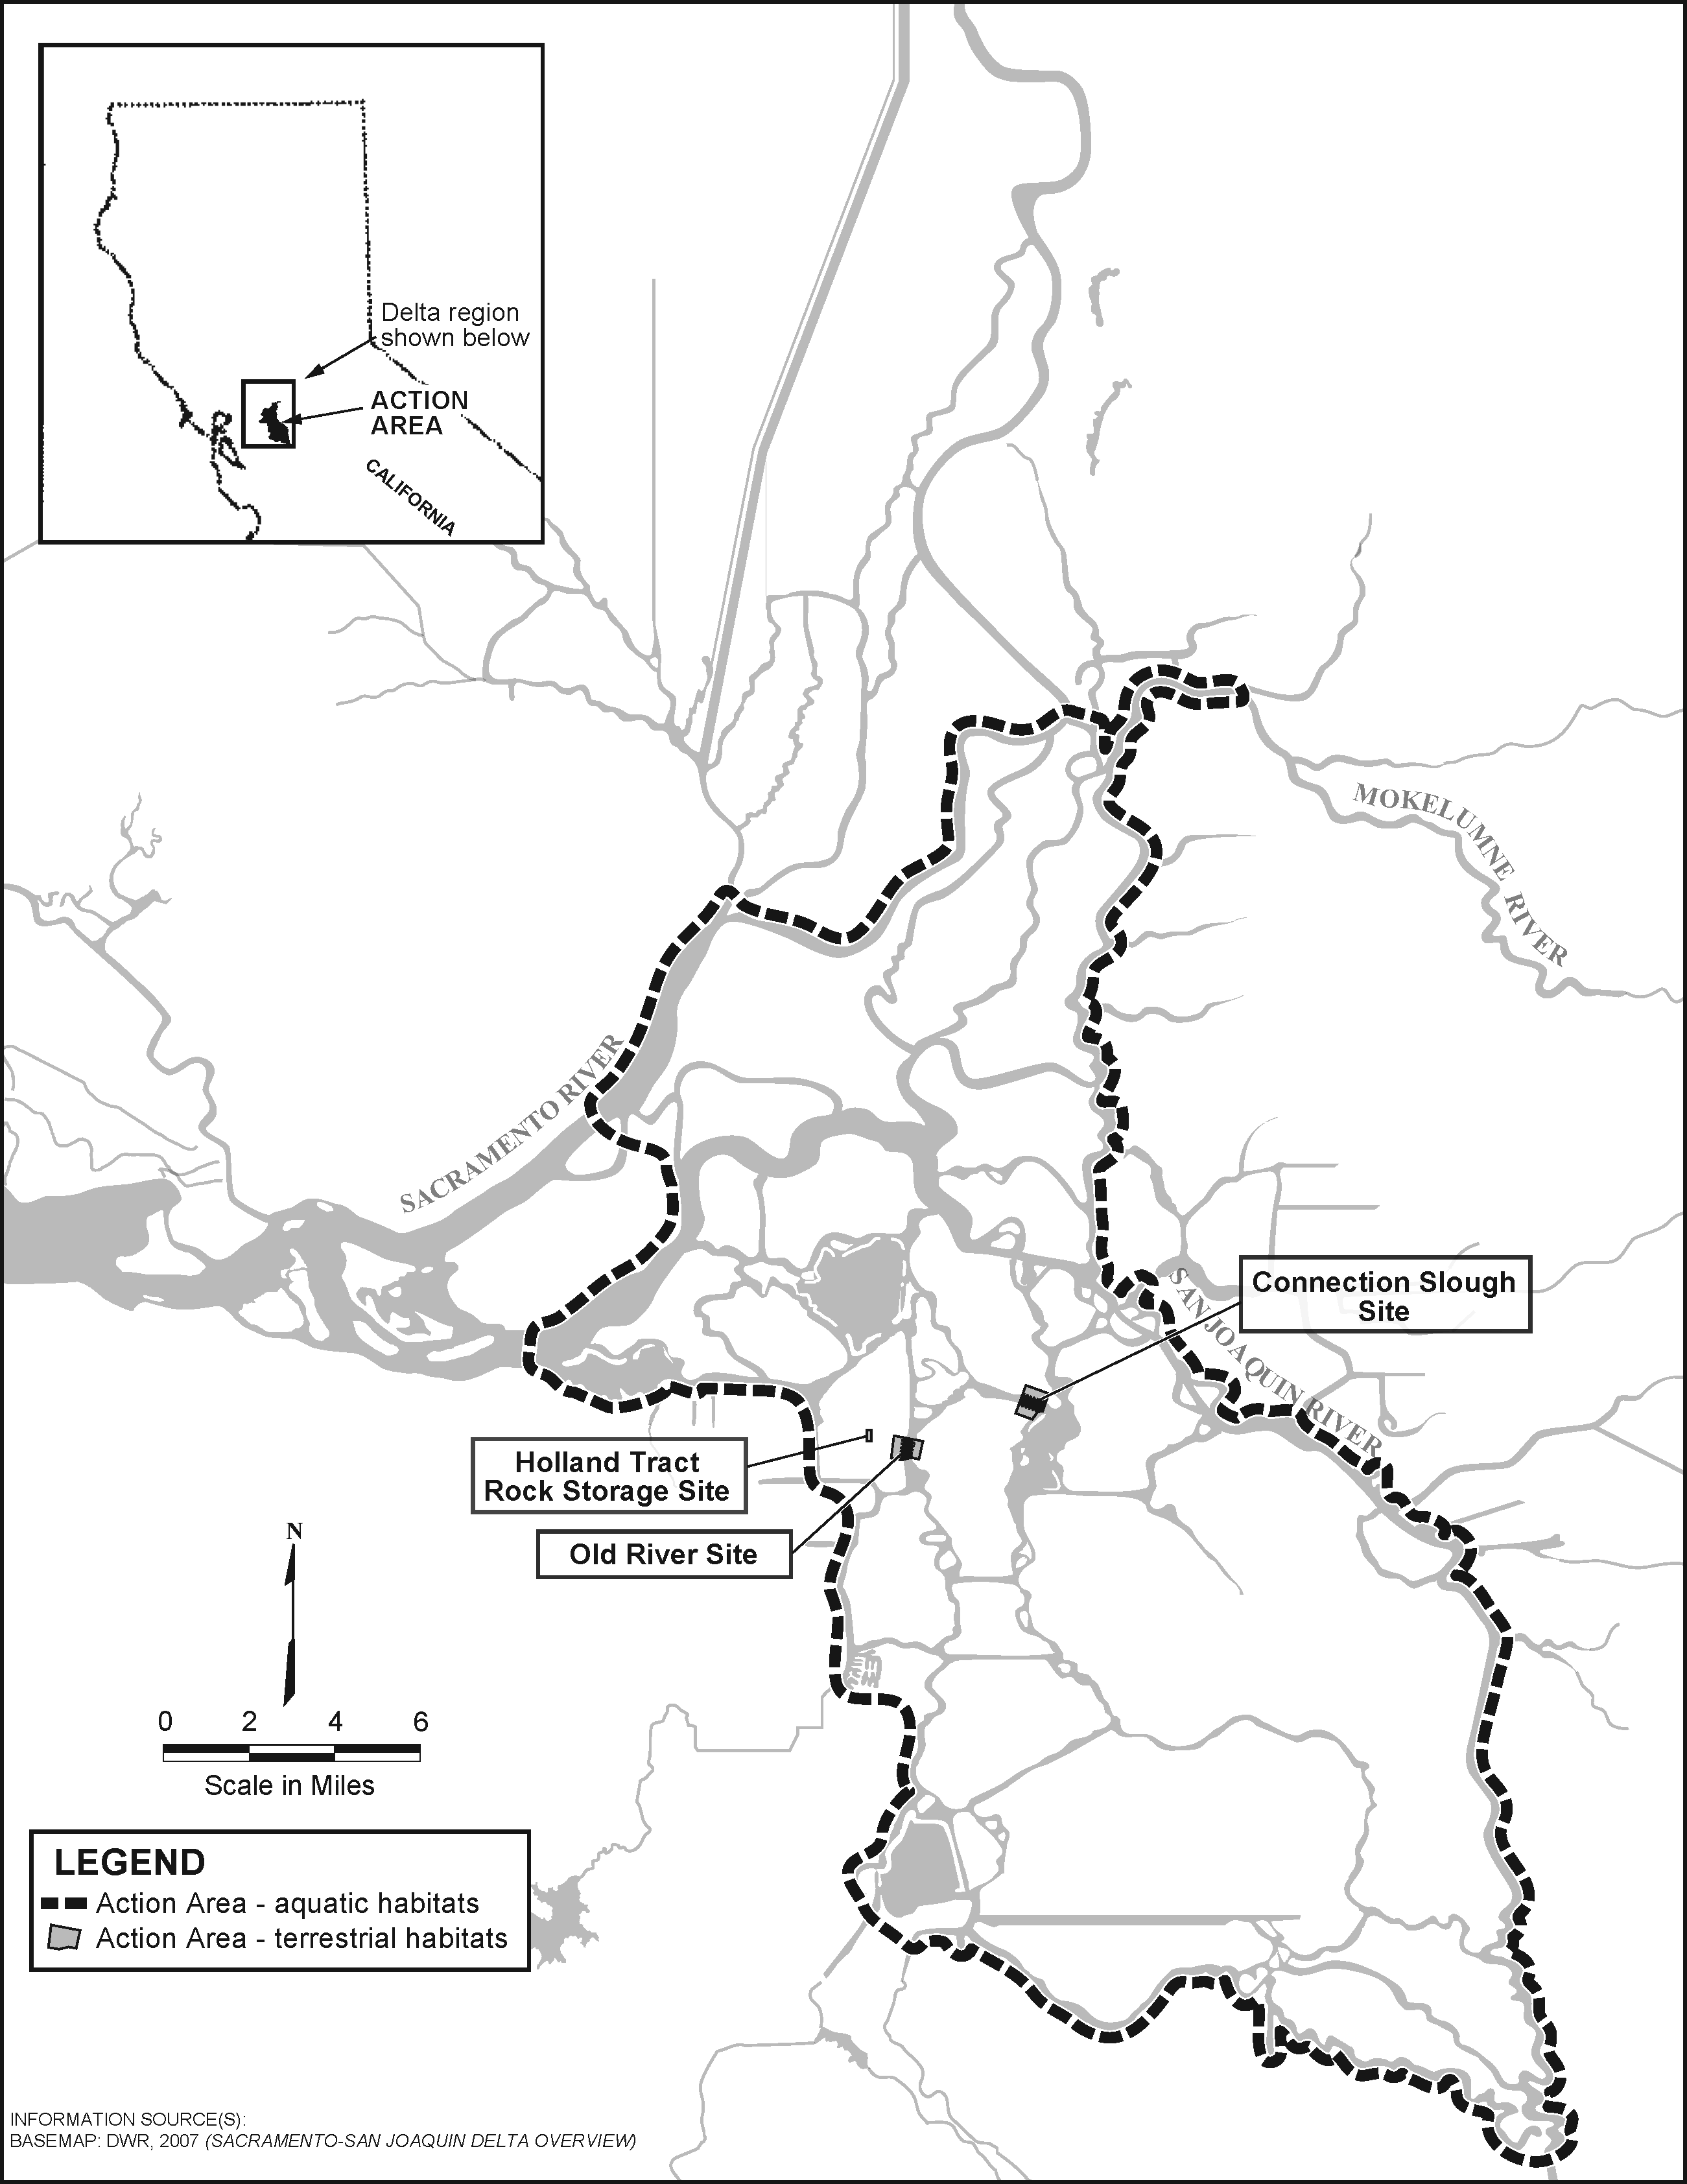 Delta region
shown below
ACTION
AREA
CALIFORNIA
MOKELUMNE RIVER
SACRAMENTO RIVER
SAN JOAQUIN RIVER
Connection Slough
Site
Holland Tract
Rock Storage Site
Old River Site
N
0 2 4 6
Scale in Miles
LEGEND
Action Area - aquatic habitats
Action Area - terrestrial habitats
INFORMATION SOURCE(S):
BASEMAP: DWR, 2007 (SACRAMENTO-SAN JOAQUIN DELTA OVERVIEW)